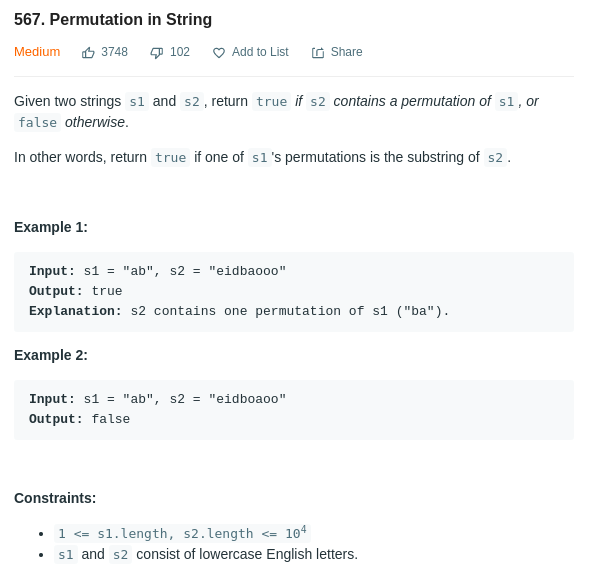 567. Permutation in String
Medium 3748 102 Add to List Share
Given two strings s1 and s2, return true if s2 contains a permutation of s1, or
false otherwise.
In other words, return true if one of s1's permutations is the substring of s2.
Example 1:
Input: s1 = "ab", s2 = "eidbaooo"
Output: true
Explanation: s2 contains one permutation of s1 ("ba").
Example 2:
Input: s1 = "ab", s2 = "eidboaoo"
Output: false
Constraints:
• 1 <= s1.length, s2.length <= 10⁴
• s1 and s2 consist of lowercase English letters.